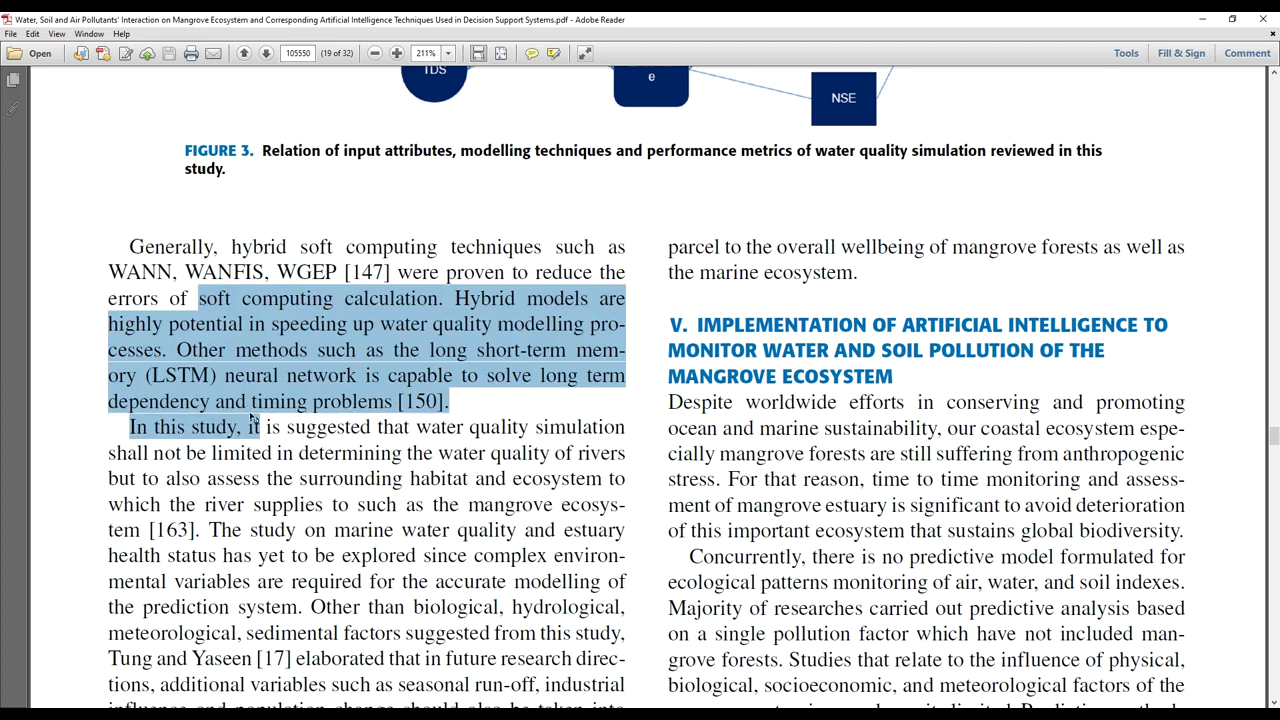 Water, Soil and Air Pollutants' Interaction on Mangrove Ecosystem and Corresponding Artificial Intelligence Techniques Used in Decision Support Systems.pdf - Adobe Reader
File Edit View Window Help
Open 105550 (19 of 32) 211% Tools Fill & Sign Comment
TDS
e
NSE
FIGURE 3. Relation of input attributes, modelling techniques and performance metrics of water quality simulation reviewed in this
study.
Generally, hybrid soft computing techniques such as
WANN, WANFIS, WGEP [147] were proven to reduce the
errors of soft computing calculation. Hybrid models are
highly potential in speeding up water quality modelling pro-
cesses. Other methods such as the long short-term mem-
ory (LSTM) neural network is capable to solve long term
dependency and timing problems [150].
In this study, it is suggested that water quality simulation
shall not be limited in determining the water quality of rivers
but to also assess the surrounding habitat and ecosystem to
which the river supplies to such as the mangrove ecosys-
tem [163]. The study on marine water quality and estuary
health status has yet to be explored since complex environ-
mental variables are required for the accurate modelling of
the prediction system. Other than biological, hydrological,
meteorological, sedimental factors suggested from this study,
Tung and Yaseen [17] elaborated that in future research direc-
tions, additional variables such as seasonal run-off, industrial
parcel to the overall wellbeing of mangrove forests as well as
the marine ecosystem.
V. IMPLEMENTATION OF ARTIFICIAL INTELLIGENCE TO
MONITOR WATER AND SOIL POLLUTION OF THE
MANGROVE ECOSYSTEM
Despite worldwide efforts in conserving and promoting
ocean and marine sustainability, our coastal ecosystem espe-
cially mangrove forests are still suffering from anthropogenic
stress. For that reason, time to time monitoring and assess-
ment of mangrove estuary is significant to avoid deterioration
of this important ecosystem that sustains global biodiversity.
Concurrently, there is no predictive model formulated for
ecological patterns monitoring of air, water, and soil indexes.
Majority of researches carried out predictive analysis based
on a single pollution factor which have not included man-
grove forests. Studies that relate to the influence of physical,
biological, socioeconomic, and meteorological factors of the